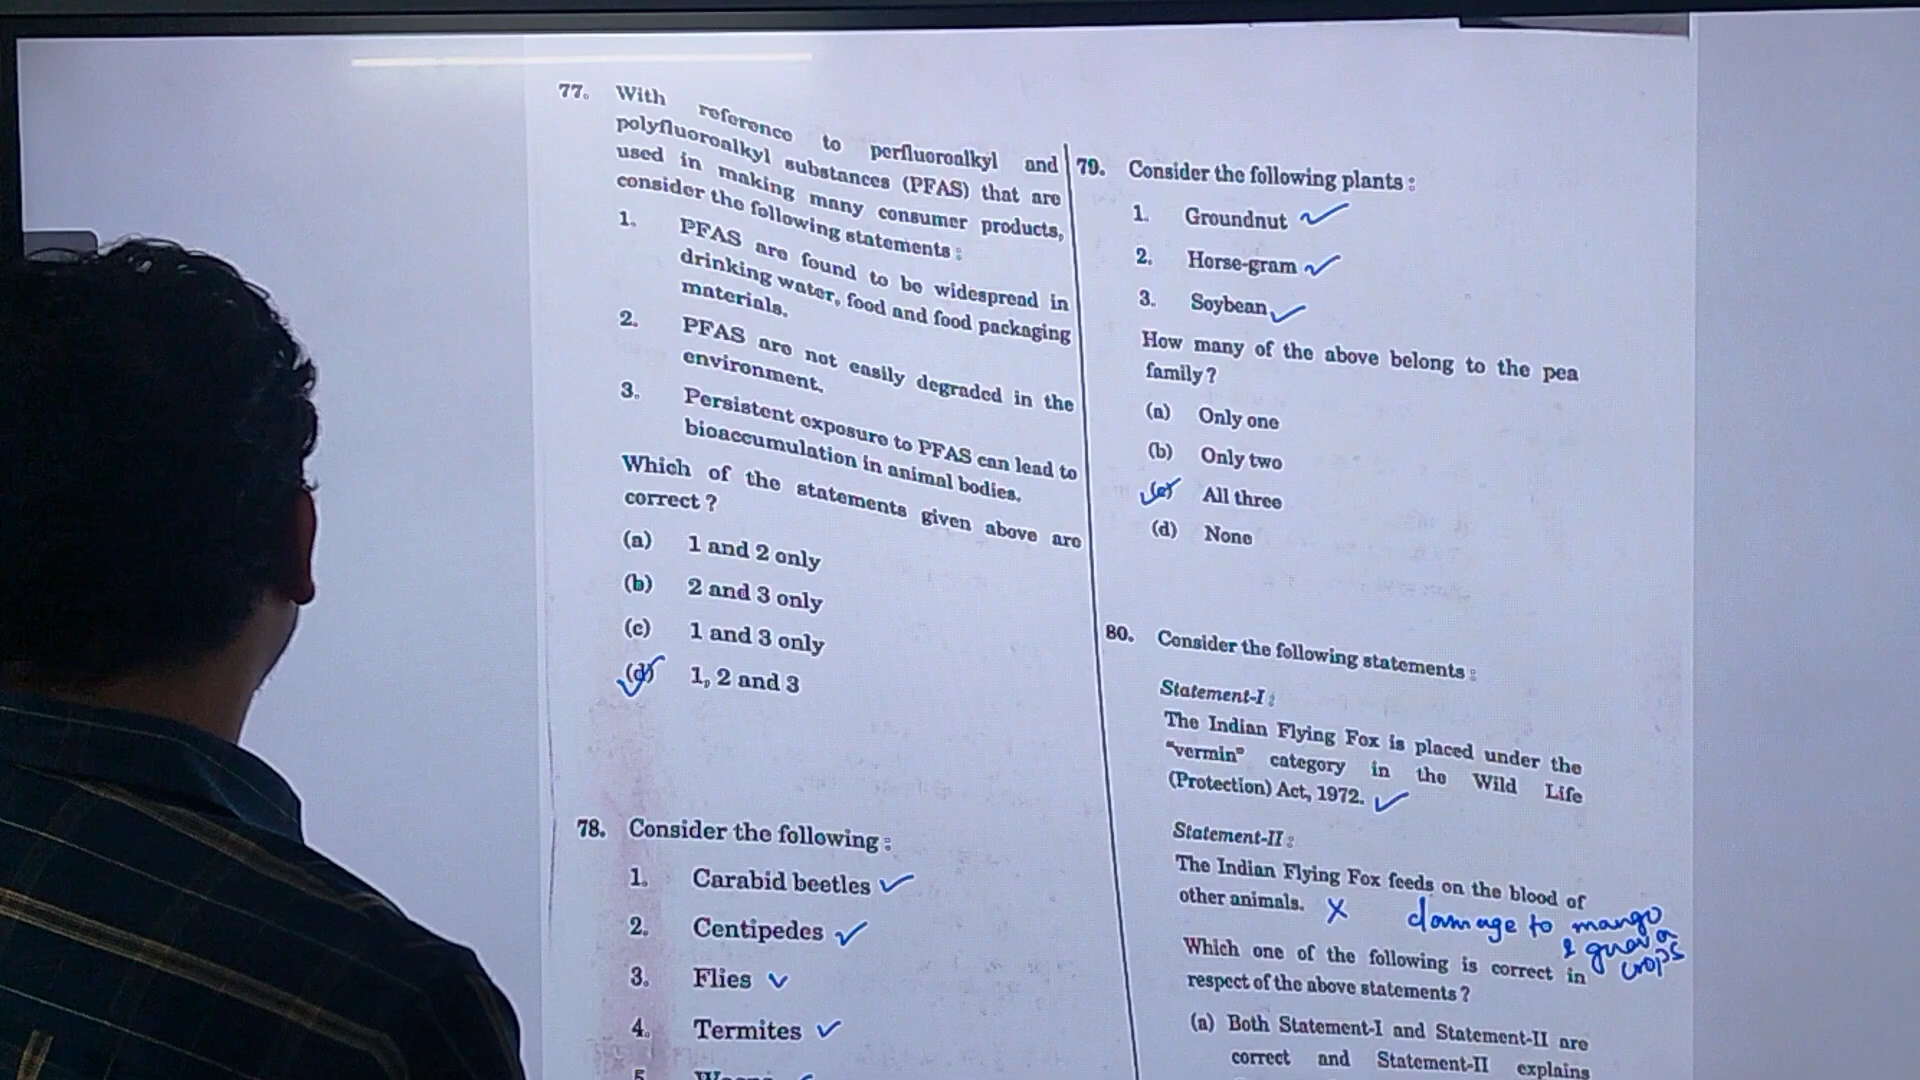 77. With reference to perfluoroalkyl and
polyfluoroalkyl substances (PFAS) that are
used in making many consumer products,
consider the following statements :
1. PFAS are found to be widespread in
drinking water, food and food packaging
materials.
2. PFAS are not easily degraded in the
environment.
3. Persistent exposure to PFAS can lead to
bioaccumulation in animal bodies.
Which of the statements given above are
correct ?
(a) 1 and 2 only
(b) 2 and 3 only
(c) 1 and 3 only
(d) 1, 2 and 3
78. Consider the following :
1. Carabid beetles
2. Centipedes
3. Flies
4. Termites
79. Consider the following plants :
1. Groundnut
2. Horse-gram
3. Soybean
How many of the above belong to the pea
family ?
(a) Only one
(b) Only two
(c) All three
(d) None
80. Consider the following statements :
Statement-I :
The Indian Flying Fox is placed under the
"vermin" category in the Wild Life
(Protection) Act, 1972.
Statement-II :
The Indian Flying Fox feeds on the blood of
other animals. X damage to mango
& guava
crops
Which one of the following is correct in
respect of the above statements ?
(a) Both Statement-I and Statement-II are
correct and Statement-II explains